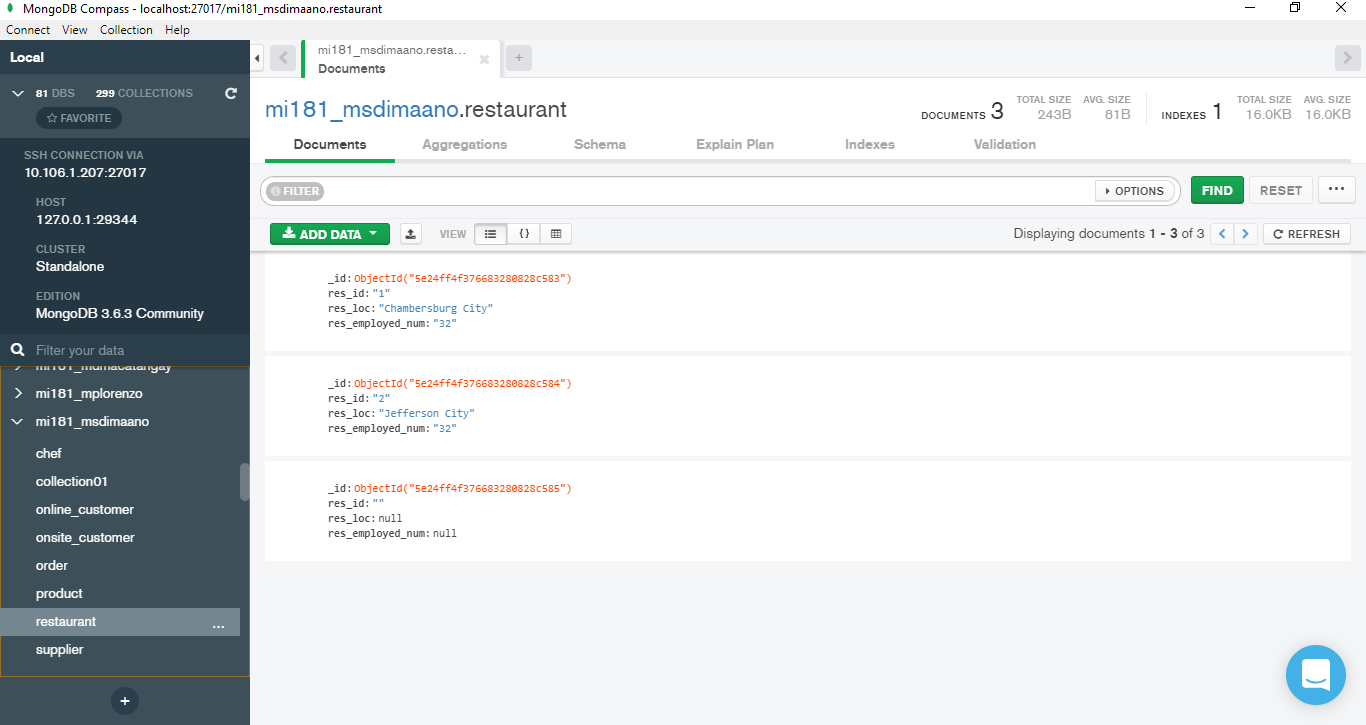 MongoDB Compass - localhost:27017/mi181_msdimaano.restaurant
Connect View Collection Help
Local
mi181_msdimaano.resta...
Documents
81 DBS 299 COLLECTIONS
FAVORITE
SSH CONNECTION VIA
10.106.1.207:27017
HOST
127.0.0.1:29344
CLUSTER
Standalone
EDITION
MongoDB 3.6.3 Community
Filter your data
mi181_mdmacatangay
mi181_mplorenzo
mi181_msdimaano
chef
collection01
online_customer
onsite_customer
order
product
restaurant ...
supplier
+
mi181_msdimaano.restaurant
DOCUMENTS 3 TOTAL SIZE 243B AVG. SIZE 81B INDEXES 1 TOTAL SIZE 16.0KB AVG. SIZE 16.0KB
Documents Aggregations Schema Explain Plan Indexes Validation
FILTER OPTIONS FIND RESET ...
ADD DATA VIEW {} Displaying documents 1 - 3 of 3 REFRESH
_id: ObjectId("5e24ff4f376683280828c583")
res_id: "1"
res_loc: "Chambersburg City"
res_employed_num: "32"
_id: ObjectId("5e24ff4f376683280828c584")
res_id: "2"
res_loc: "Jefferson City"
res_employed_num: "32"
_id: ObjectId("5e24ff4f376683280828c585")
res_id: ""
res_loc: null
res_employed_num: null